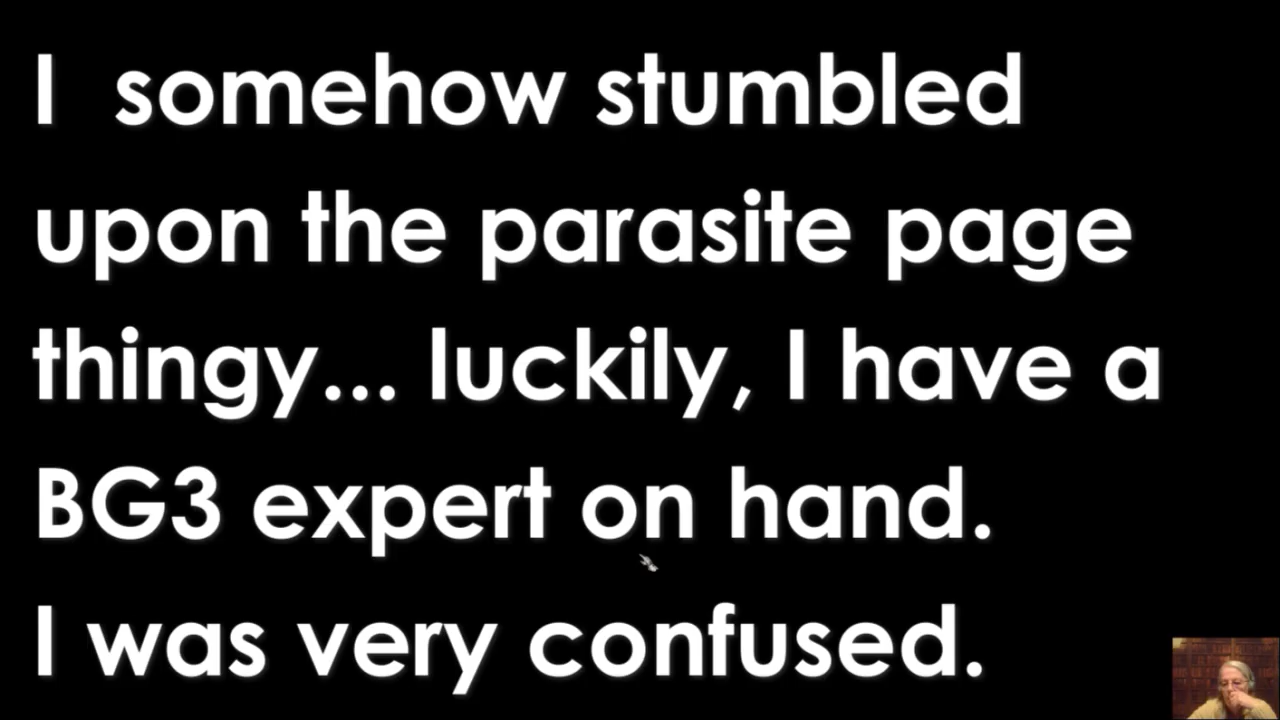 I  somehow stumbled
upon the parasite page
thingy... luckily, I have a
BG3 expert on hand.
I was very confused.